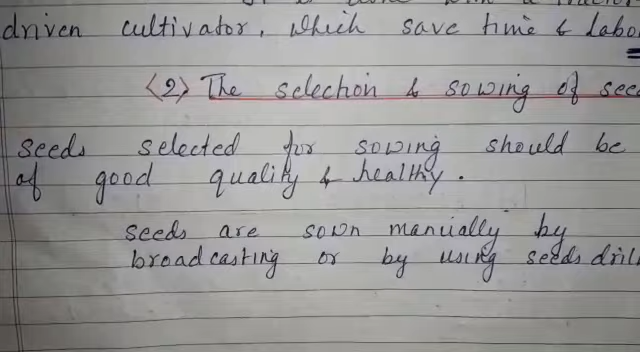 driven cultivator, which save time & labo
<2> The selection & sowing of see
seeds selected for sowing should be
of good quality & healthy.
seeds are sown manually by
broadcasting or by using seeds drill